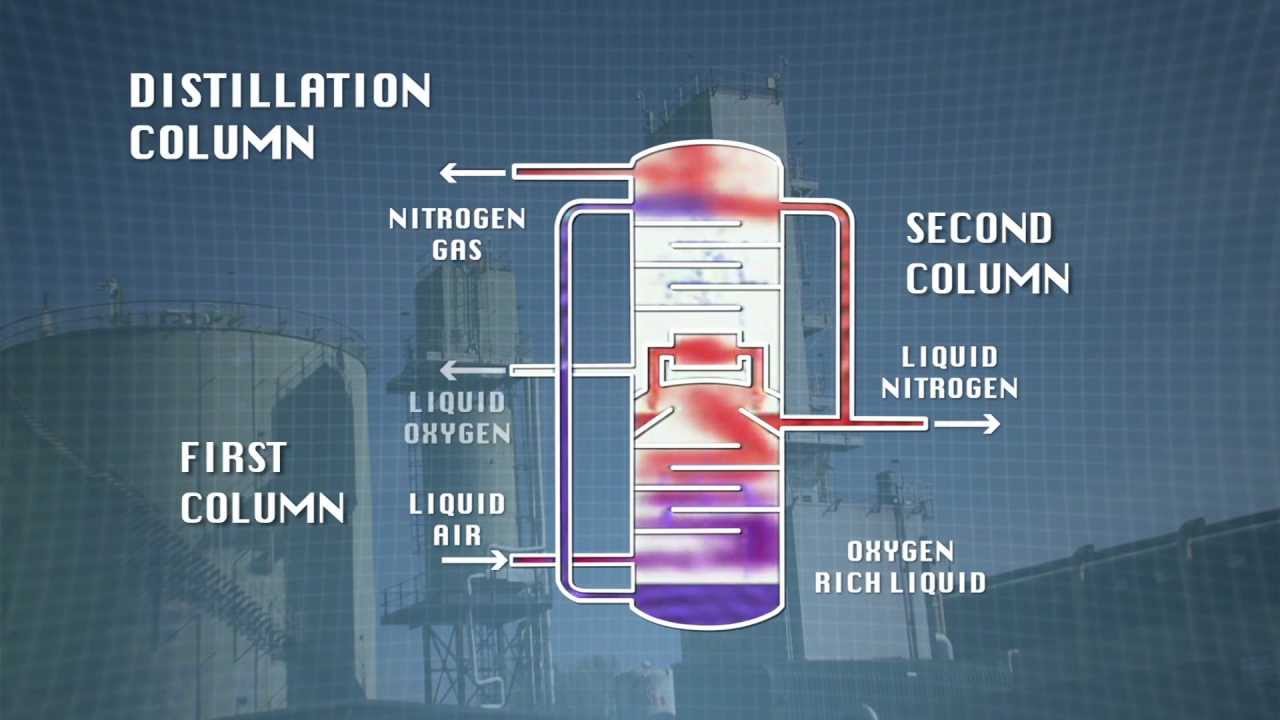 DISTILLATION
COLUMN
NITROGEN
GAS
SECOND
COLUMN
LIQUID
NITROGEN
LIQUID
OXYGEN
FIRST
COLUMN
LIQUID
AIR
OXYGEN
RICH LIQUID